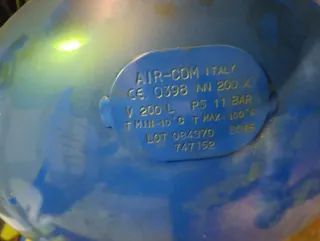 AIR-COM ITALY
CE 0398 NN 200 X
V 200 L PS 11 BAR
T MIN-10°C T MAX+100°C
LOT 084370
747152